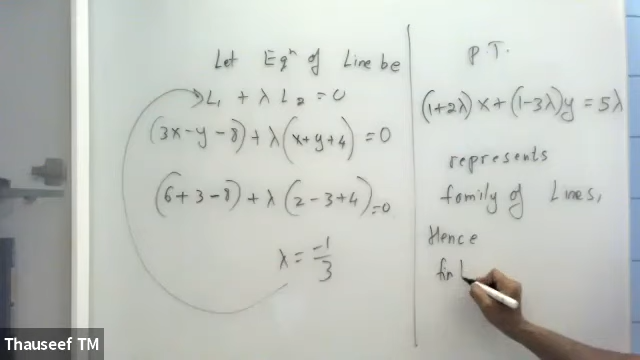 Let Eqⁿ of Line be
L₁ + λ L₂ = 0
(3x-y-8) + λ(x+y+4) = 0
(6+3-8) + λ(2-3+4) = 0
λ = -1/3
P.T.
(1+2λ)x + (1-3λ)y = 5λ
represents
family of Lines,
Hence
fin
Thauseef TM